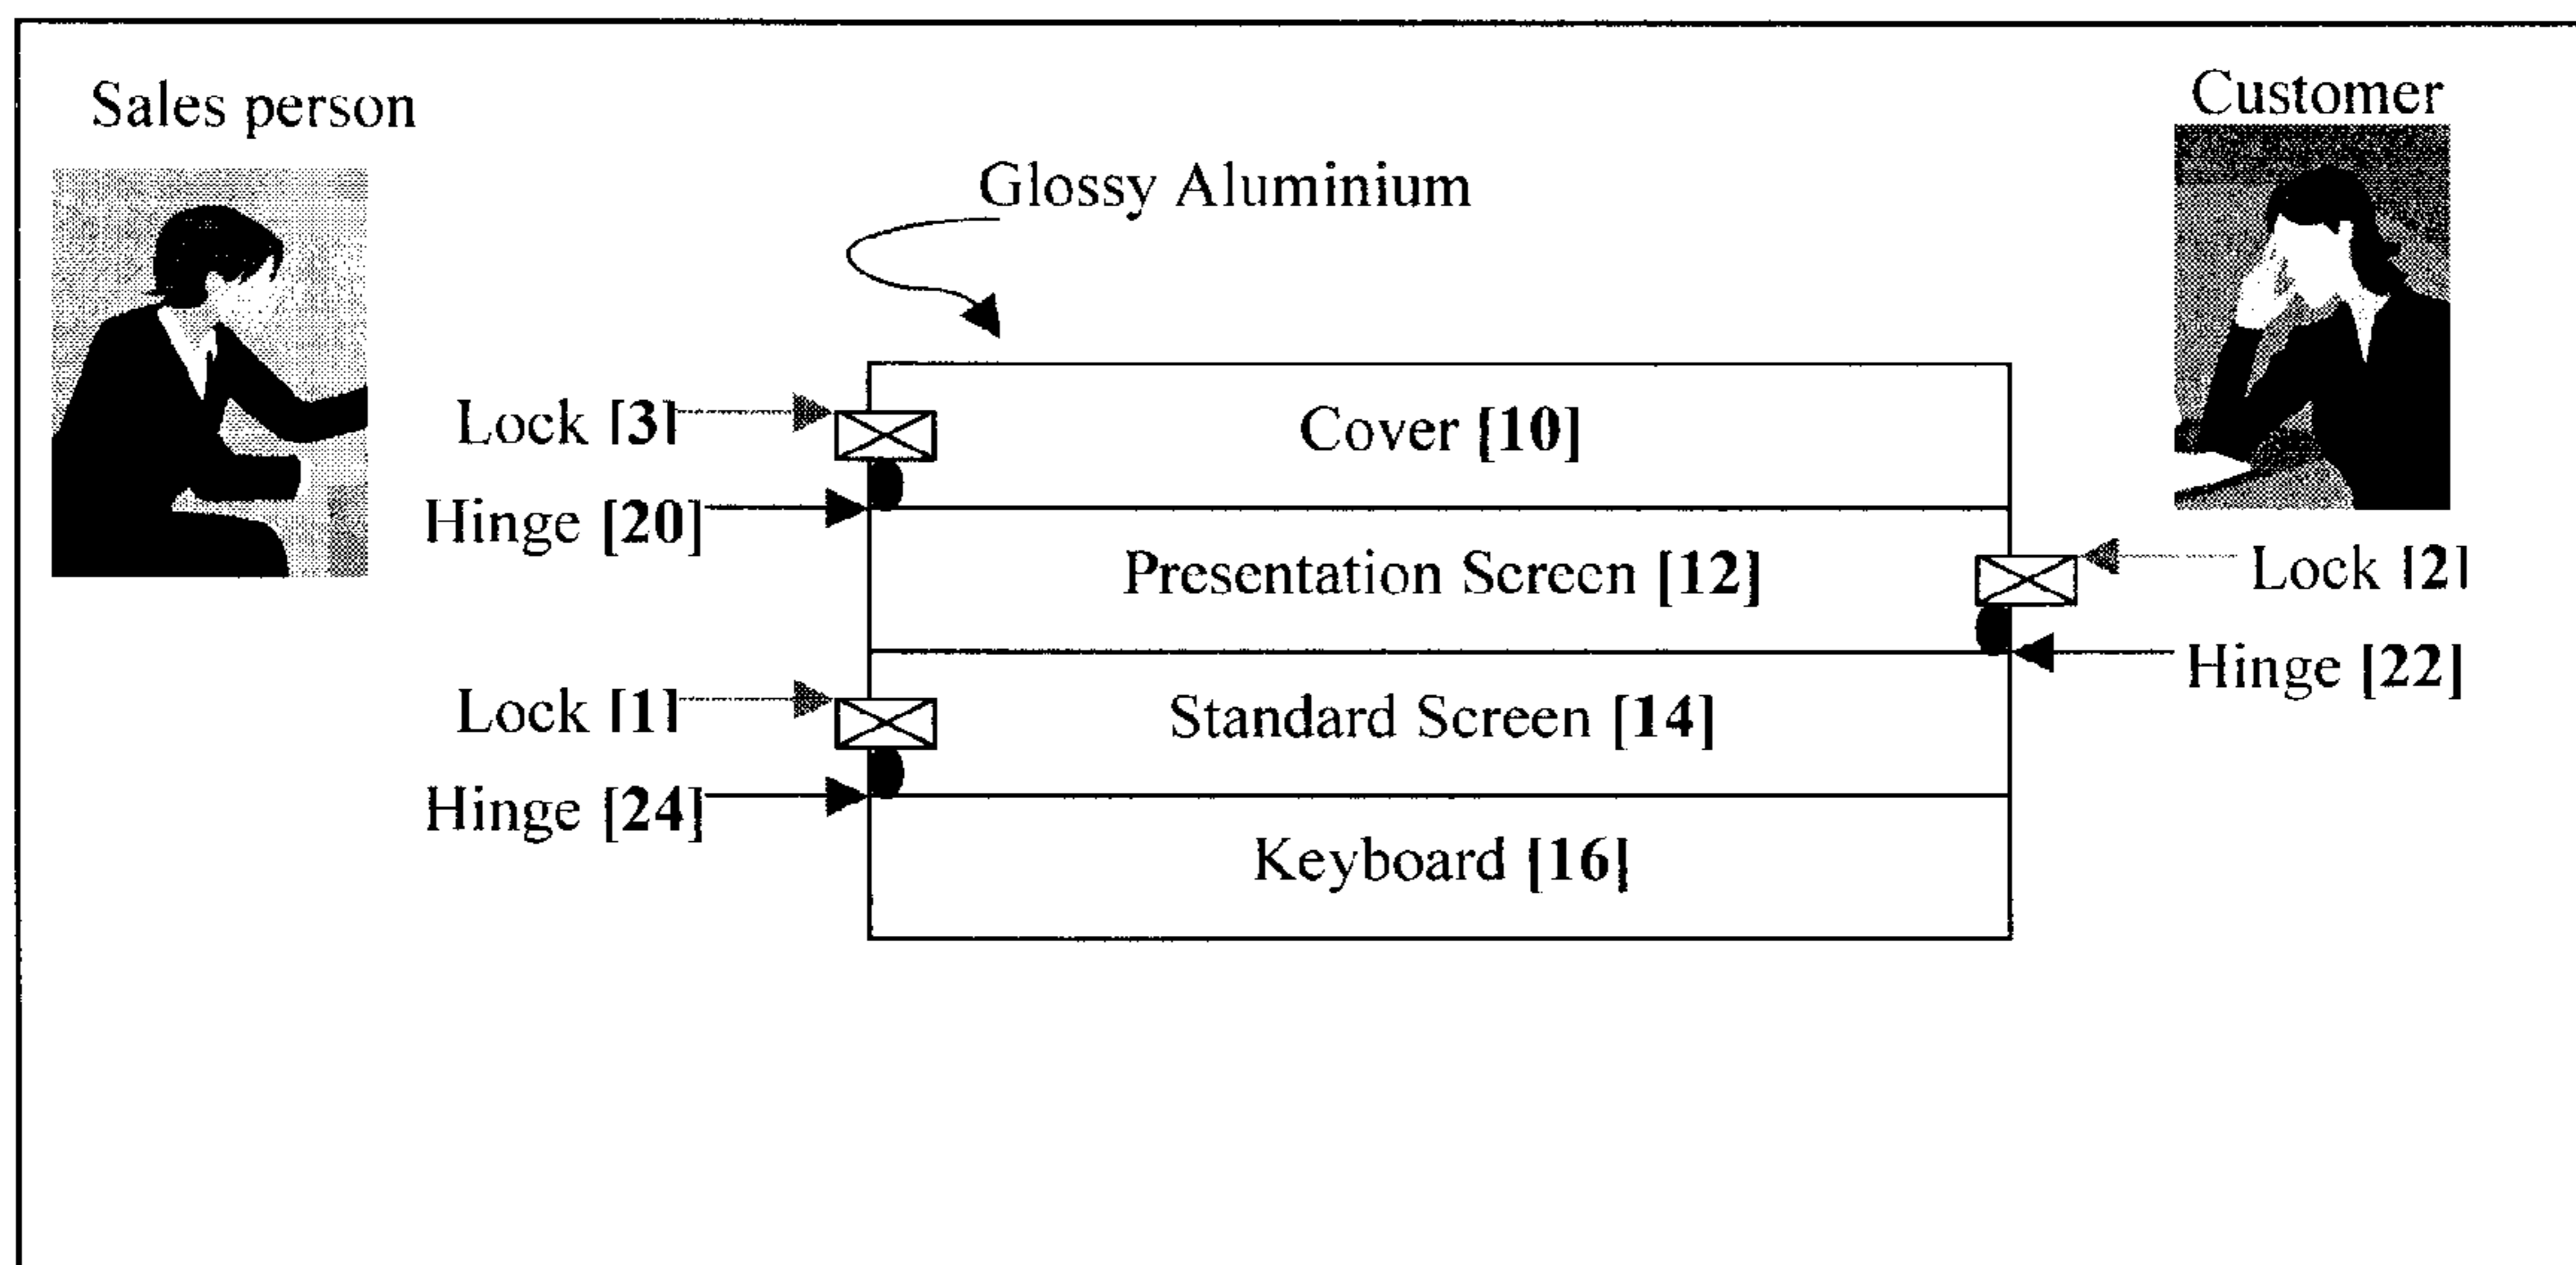 Sales person
Customer
Glossy Aluminium
Lock [3]
Cover [10]
Hinge [20]
Presentation Screen [12]
Lock [2]
Hinge [22]
Lock [1]
Standard Screen [14]
Hinge [24]
Keyboard [16]